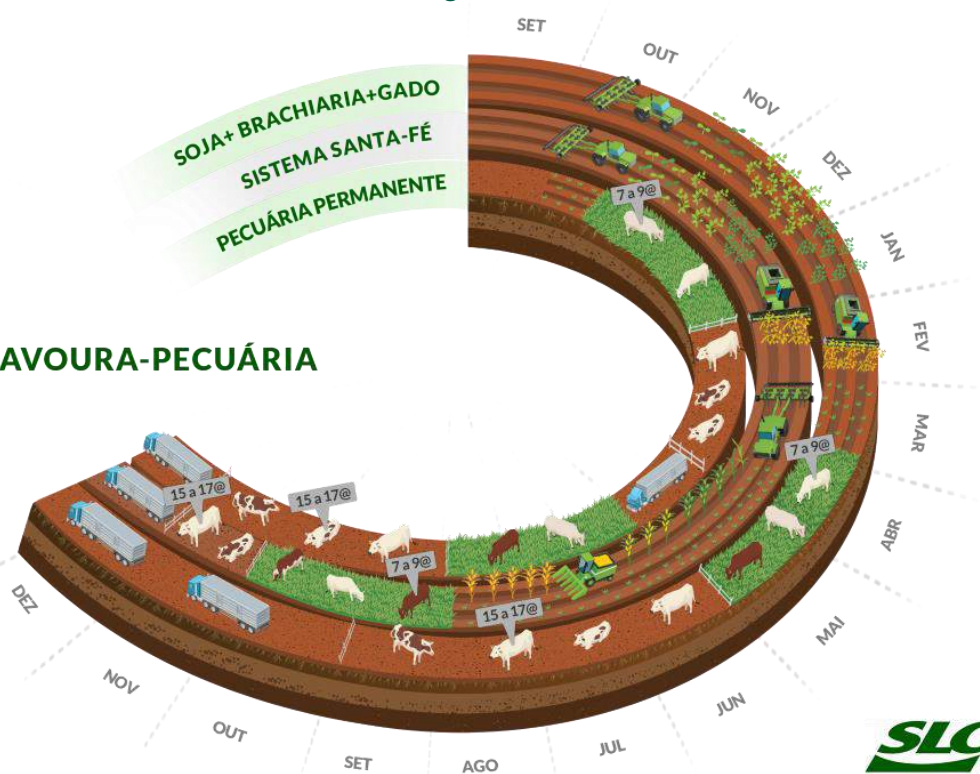 SET
OUT
NOV
DEZ
JAN
FEV
MAR
ABR
MAI
JUN
JUL
AGO
SET
OUT
NOV
DEZ
SOJA+ BRACHIARIA+GADO
SISTEMA SANTA-FÉ
PECUÁRIA PERMANENTE
AVOURA-PECUÁRIA
7 a 9@
7 a 9@
15 a 17@
15 a 17@
7 a 9@
15 a 17@
SLC